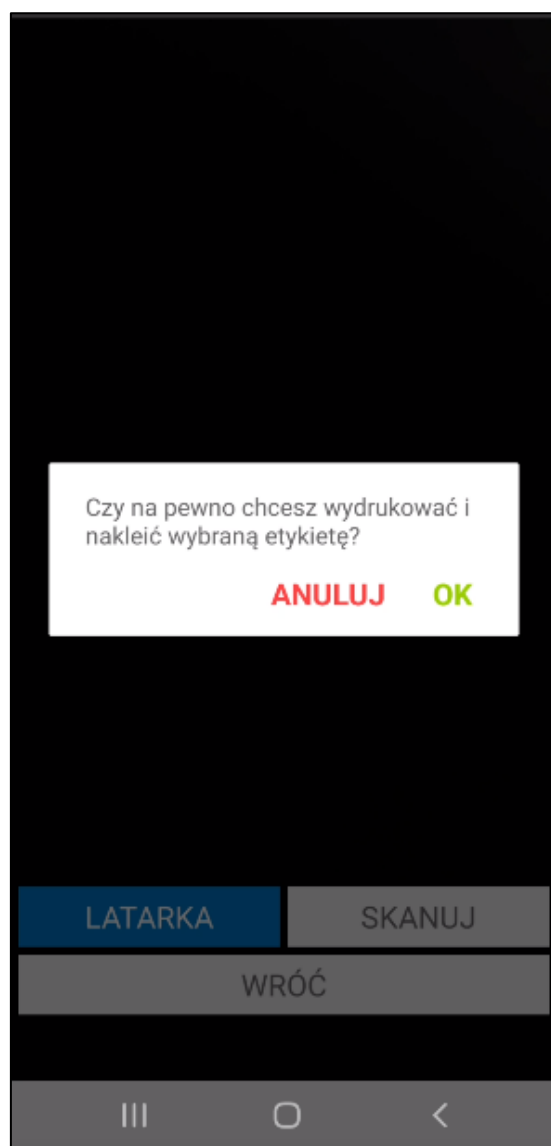 Czy na pewno chcesz wydrukować i
nakleić wybraną etykietę?
ANULUJ OK
LATARKA SKANUJ
WRÓĆ